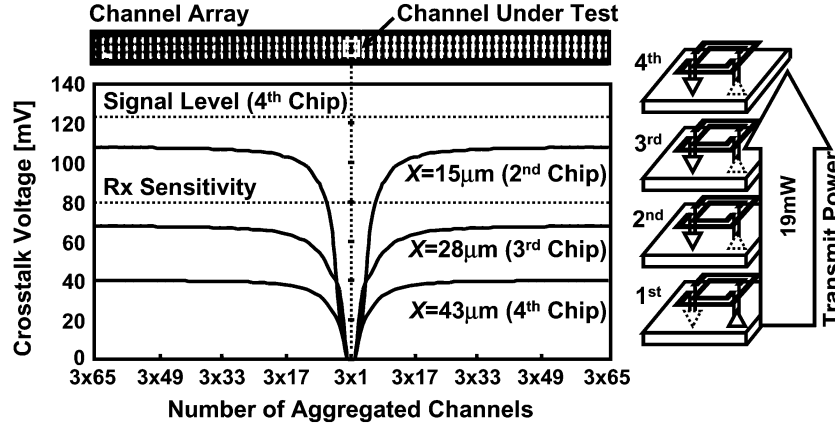 Channel Array
Channel Under Test
Crosstalk Voltage [mV]
140
120
100
80
60
40
20
0
Signal Level (4th Chip)
X=15μm (2nd Chip)
Rx Sensitivity
X=28μm (3rd Chip)
X=43μm (4th Chip)
3x65 3x49 3x33 3x17 3x1 3x17 3x33 3x49 3x65
Number of Aggregated Channels
4th
3rd
2nd
1st
19mW
Transmit Power